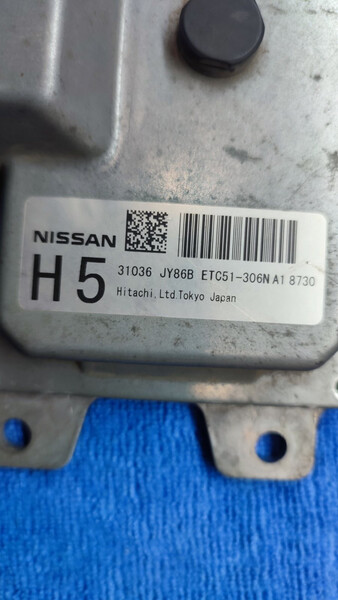 NISSAN
H5
31036 JY86B ETC51-306N A1 8730
Hitachi,Ltd.Tokyo Japan